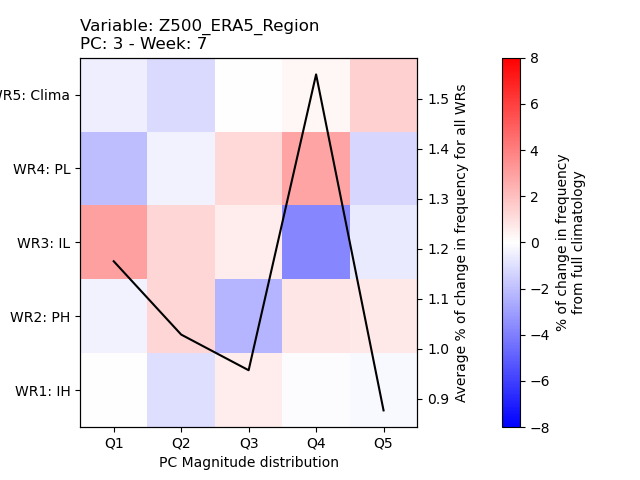 Variable: Z500_ERA5_Region
PC: 3 - Week: 7
WR5: Clima
WR4: PL
WR3: IL
WR2: PH
WR1: IH
Q1 Q2 Q3 Q4 Q5
PC Magnitude distribution
1.5
1.4
1.3
1.2
1.1
1.0
0.9
Average % of change in frequency for all WRs
8
6
4
2
0
−2
−4
−6
−8
% of change in frequency
from full climatology